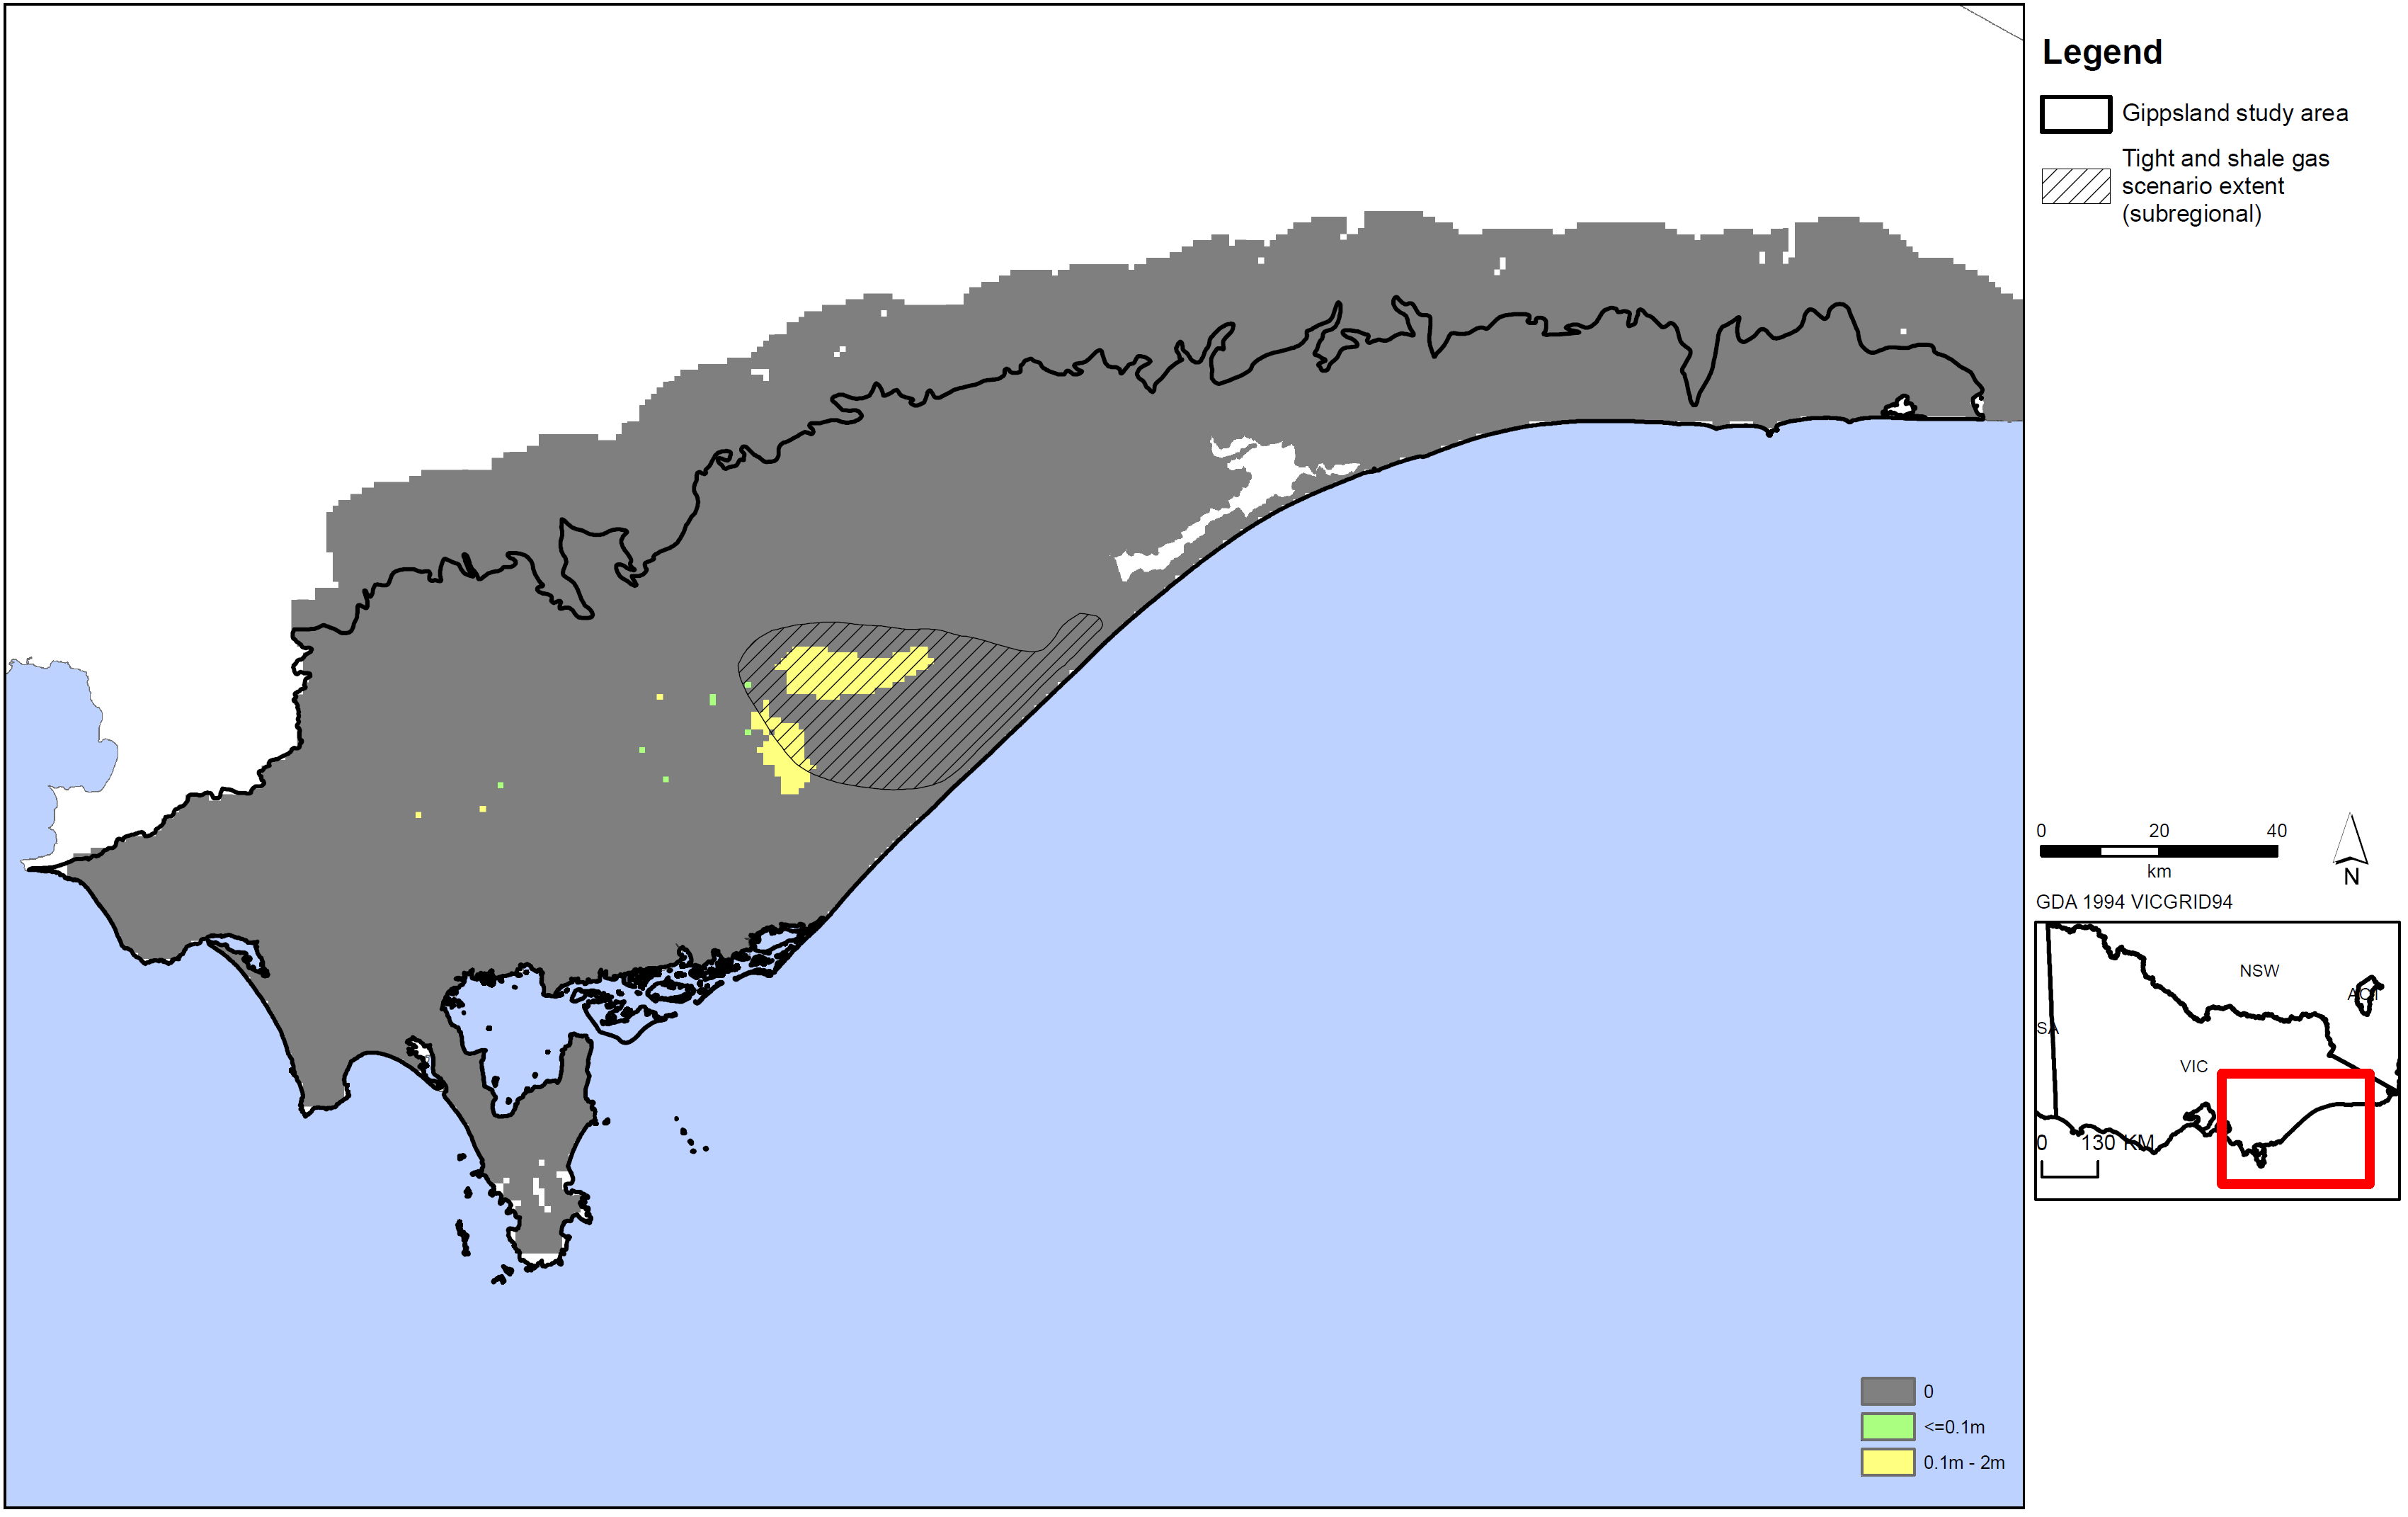 Legend
Gippsland study area
Tight and shale gas
scenario extent
(subregional)
0 20 40
km
N
GDA 1994 VICGRID94
NSW
ACT
SA
VIC
0 130 KM
0
<=0.1m
0.1m - 2m